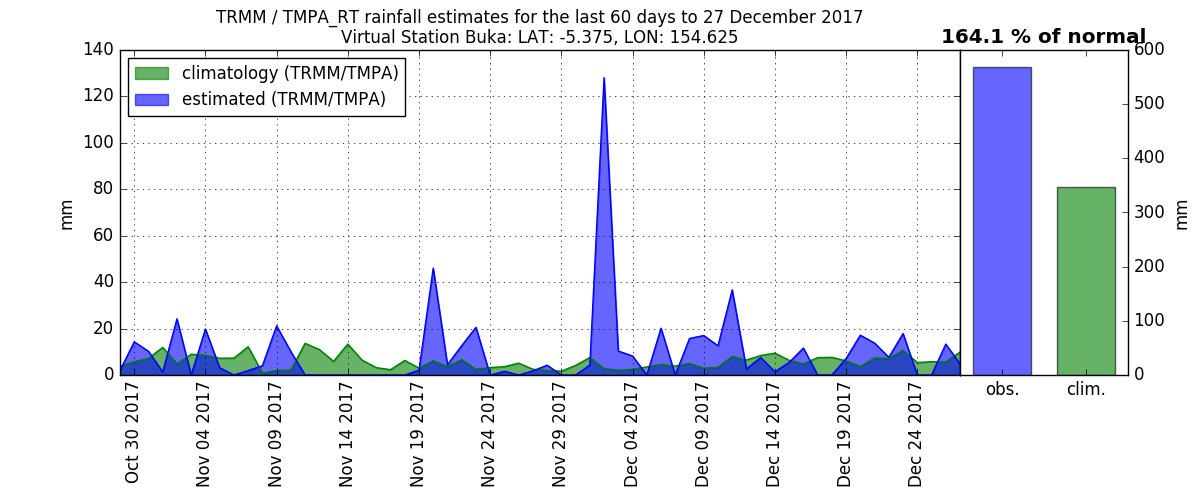 TRMM / TMPA_RT rainfall estimates for the last 60 days to 27 December 2017
Virtual Station Buka: LAT: -5.375, LON: 154.625
164.1 % of normal
climatology (TRMM/TMPA)
estimated (TRMM/TMPA)
mm
140
120
100
80
60
40
20
0
Oct 30 2017
Nov 04 2017
Nov 09 2017
Nov 14 2017
Nov 19 2017
Nov 24 2017
Nov 29 2017
Dec 04 2017
Dec 09 2017
Dec 14 2017
Dec 19 2017
Dec 24 2017
600
500
400
300
200
100
0
mm
obs.
clim.